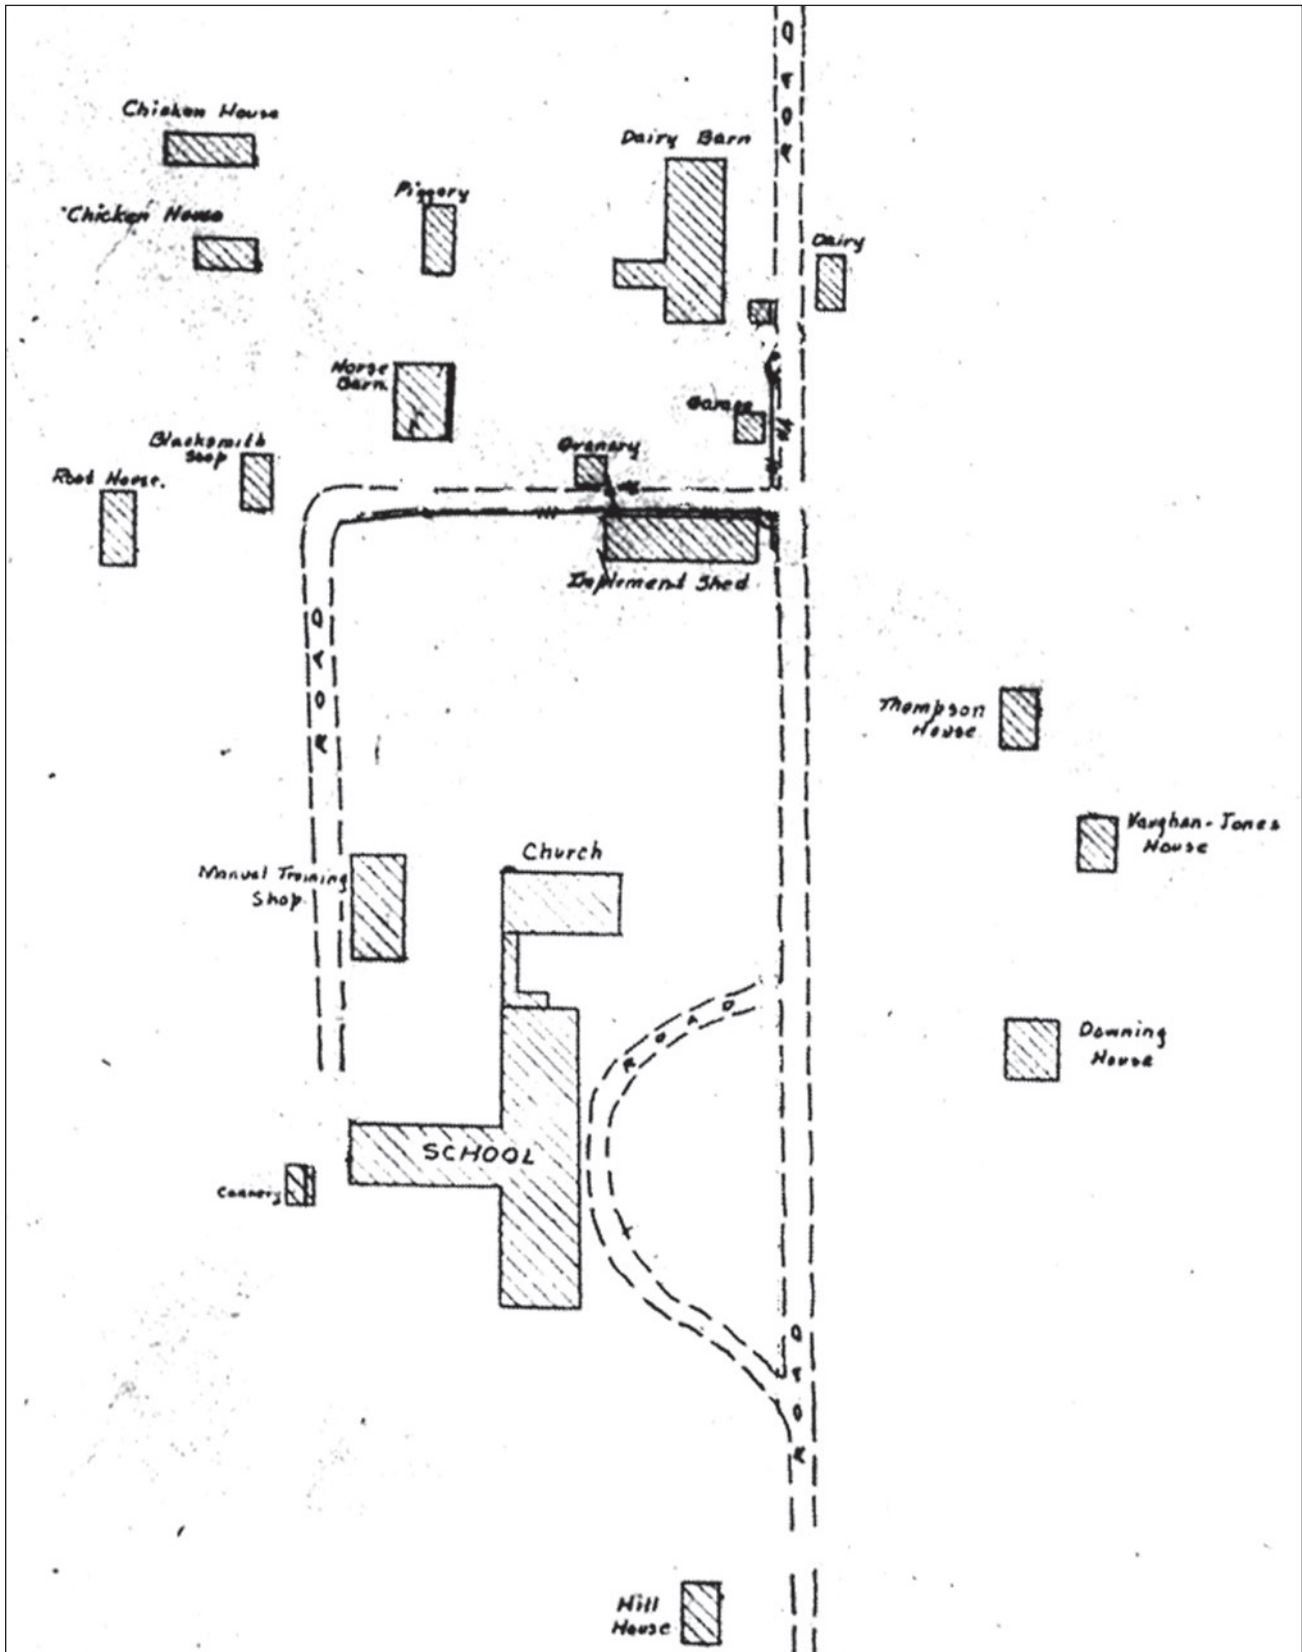 ROAD
Chicken House
Dairy Barn
Piggery
Chicken House
Dairy
Horse
Barn.
Garage
Blacksmith
Shop
Granary
Root House.
Implement Shed
ROAD
Thompson
House
Vaughan-Jones
House
Church
Manual Training
Shop
ROAD
Downing
House
SCHOOL
Cannery
ROAD
Hill
House